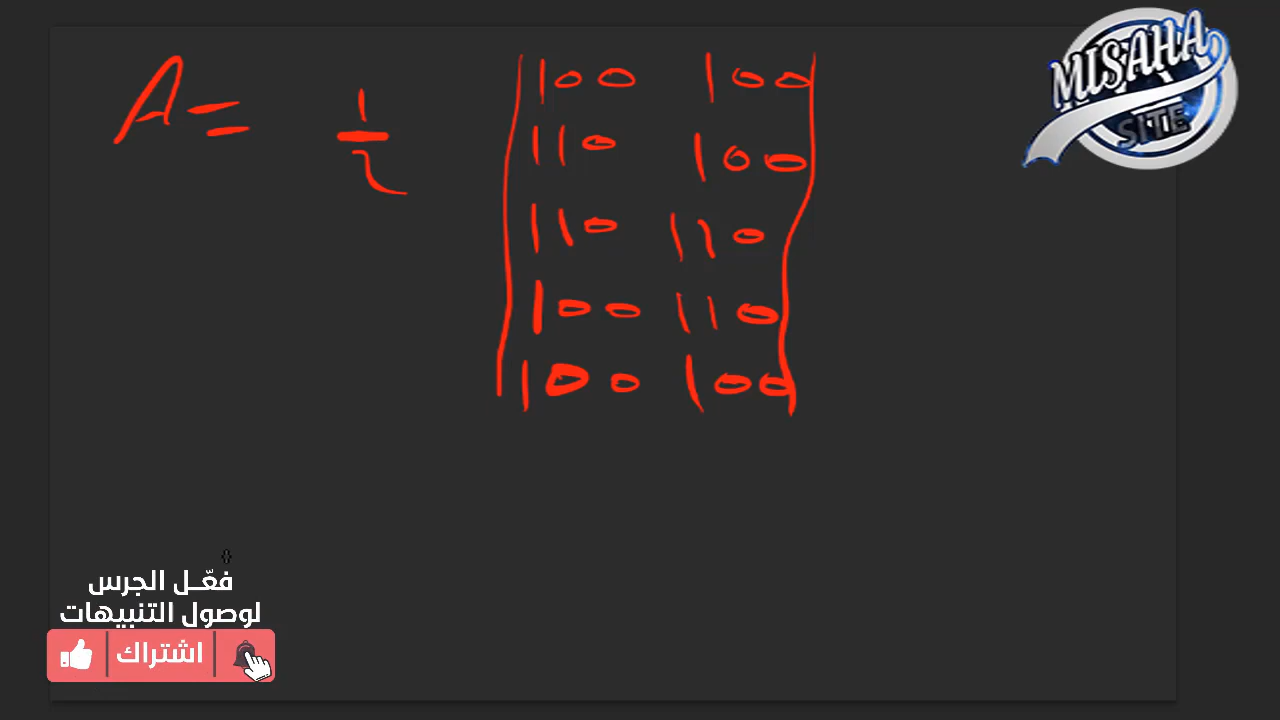 A = 1/2 | 100 100 |
110 100
110 110
100 110
100 100
MISAHA
SITE
فعّل الجرس
لوصول التنبيهات
اشتراك